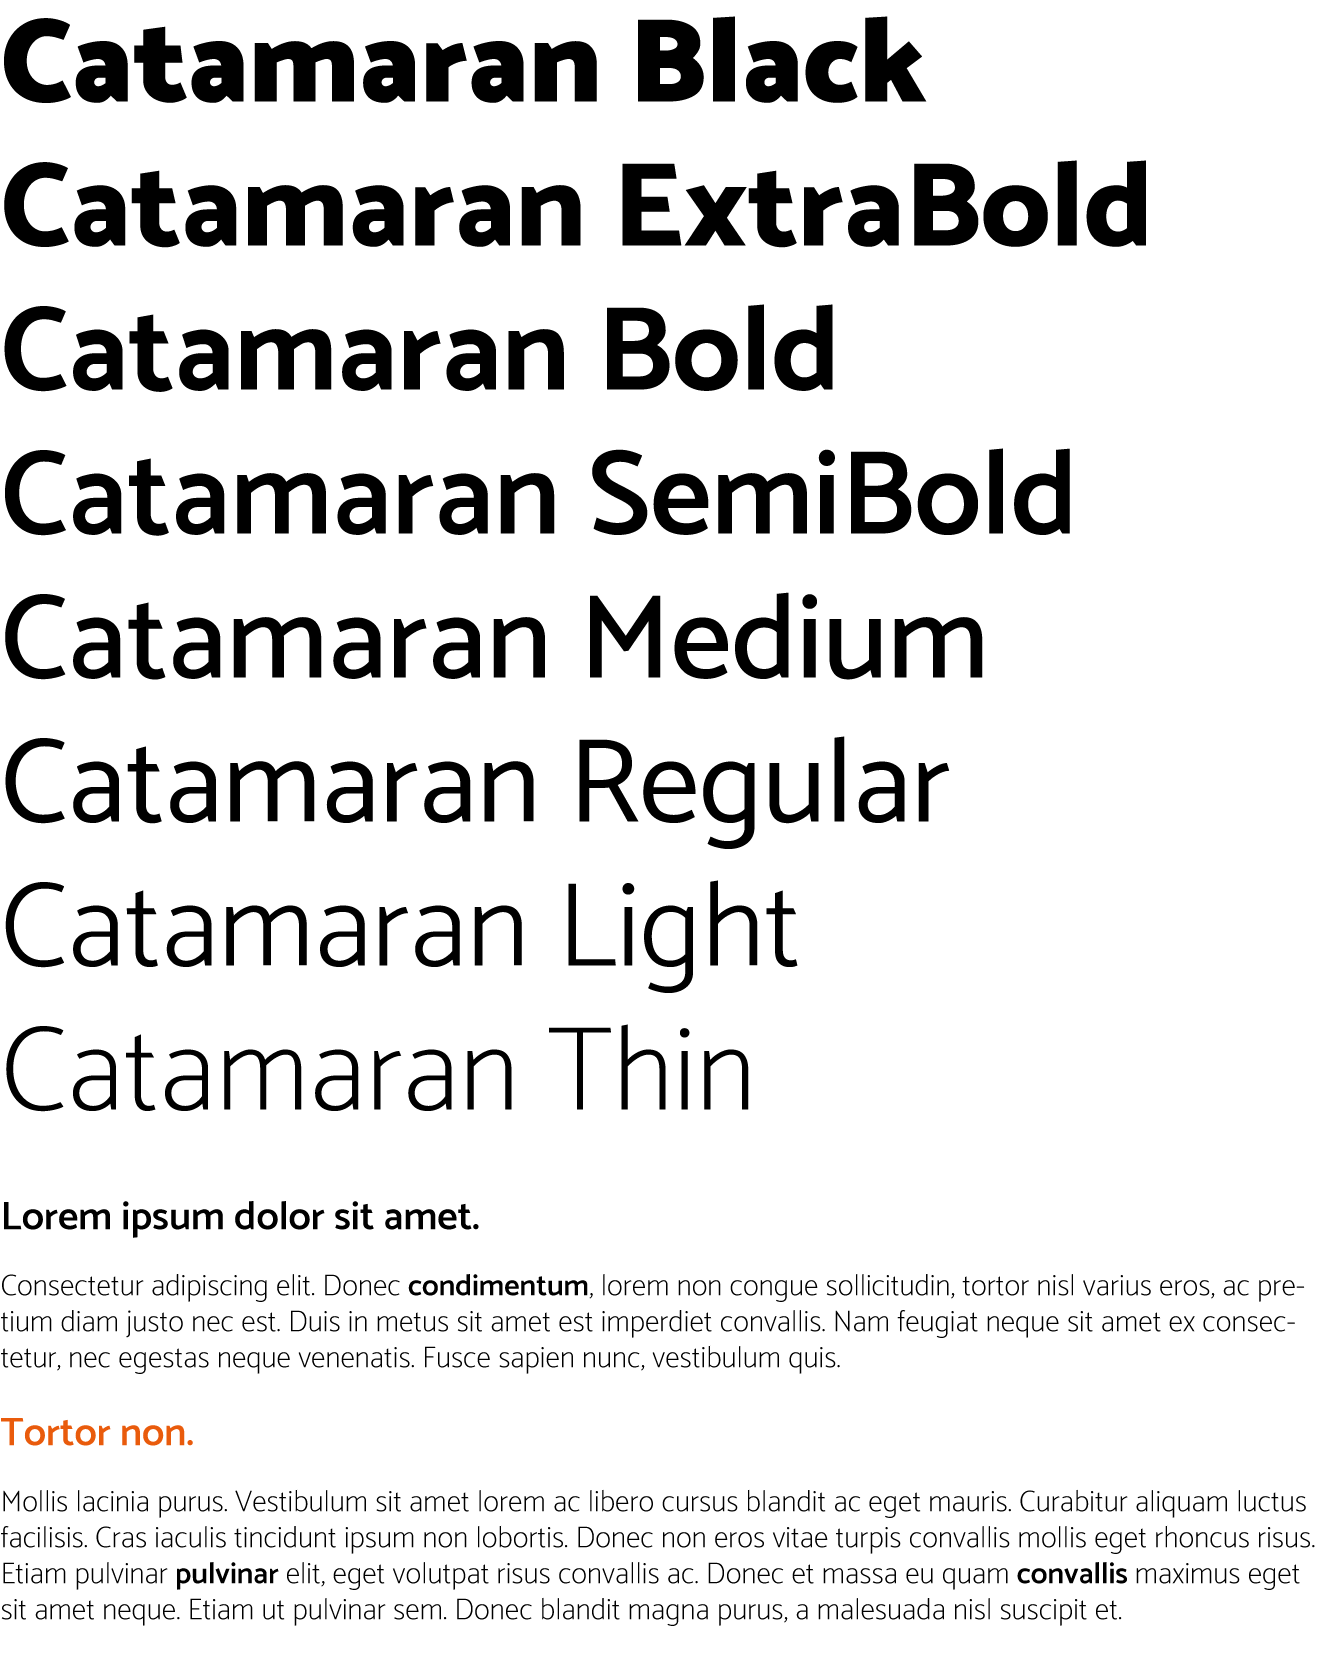 Catamaran Black
Catamaran ExtraBold
Catamaran Bold
Catamaran SemiBold
Catamaran Medium
Catamaran Regular
Catamaran Light
Catamaran Thin
Lorem ipsum dolor sit amet.
Consectetur adipiscing elit. Donec condimentum, lorem non congue sollicitudin, tortor nisl varius eros, ac pre-
tium diam justo nec est. Duis in metus sit amet est imperdiet convallis. Nam feugiat neque sit amet ex consec-
tetur, nec egestas neque venenatis. Fusce sapien nunc, vestibulum quis.
Tortor non.
Mollis lacinia purus. Vestibulum sit amet lorem ac libero cursus blandit ac eget mauris. Curabitur aliquam luctus
facilisis. Cras iaculis tincidunt ipsum non lobortis. Donec non eros vitae turpis convallis mollis eget rhoncus risus.
Etiam pulvinar pulvinar elit, eget volutpat risus convallis ac. Donec et massa eu quam convallis maximus eget
sit amet neque. Etiam ut pulvinar sem. Donec blandit magna purus, a malesuada nisl suscipit et.